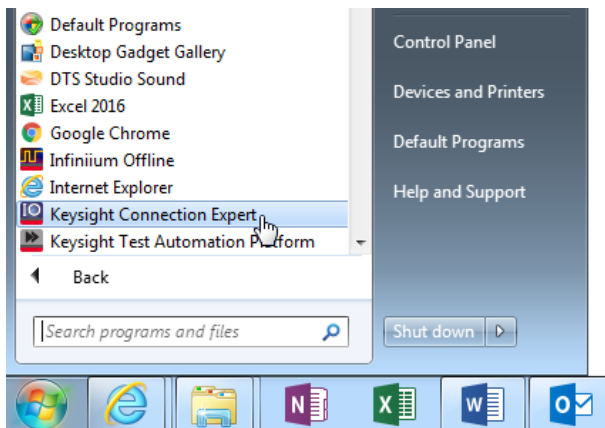 Default Programs
Desktop Gadget Gallery
DTS Studio Sound
Excel 2016
Google Chrome
Infiniium Offline
Internet Explorer
Keysight Connection Expert
Keysight Test Automation Platform
Back
Search programs and files
Control Panel
Devices and Printers
Default Programs
Help and Support
Shut down